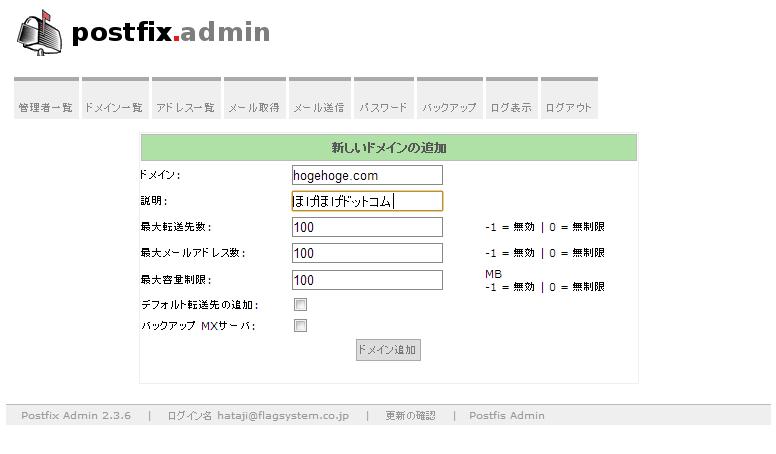 postfix.admin
管理者一覧 ドメイン一覧 アドレス一覧 メール取得 メール送信 パスワード バックアップ ログ表示 ログアウト
新しいドメインの追加
ドメイン: hogehoge.com
説明: ほげほげドットコム
最大転送先数: 100 -1 = 無効 | 0 = 無制限
最大メールアドレス数: 100 -1 = 無効 | 0 = 無制限
最大容量制限: 100 MB
-1 = 無効 | 0 = 無制限
デフォルト転送先の追加:
バックアップ MXサーバ:
ドメイン追加
Postfix Admin 2.3.6 | ログイン名 hataji@flagsystem.co.jp | 更新の確認 | Postfis Admin